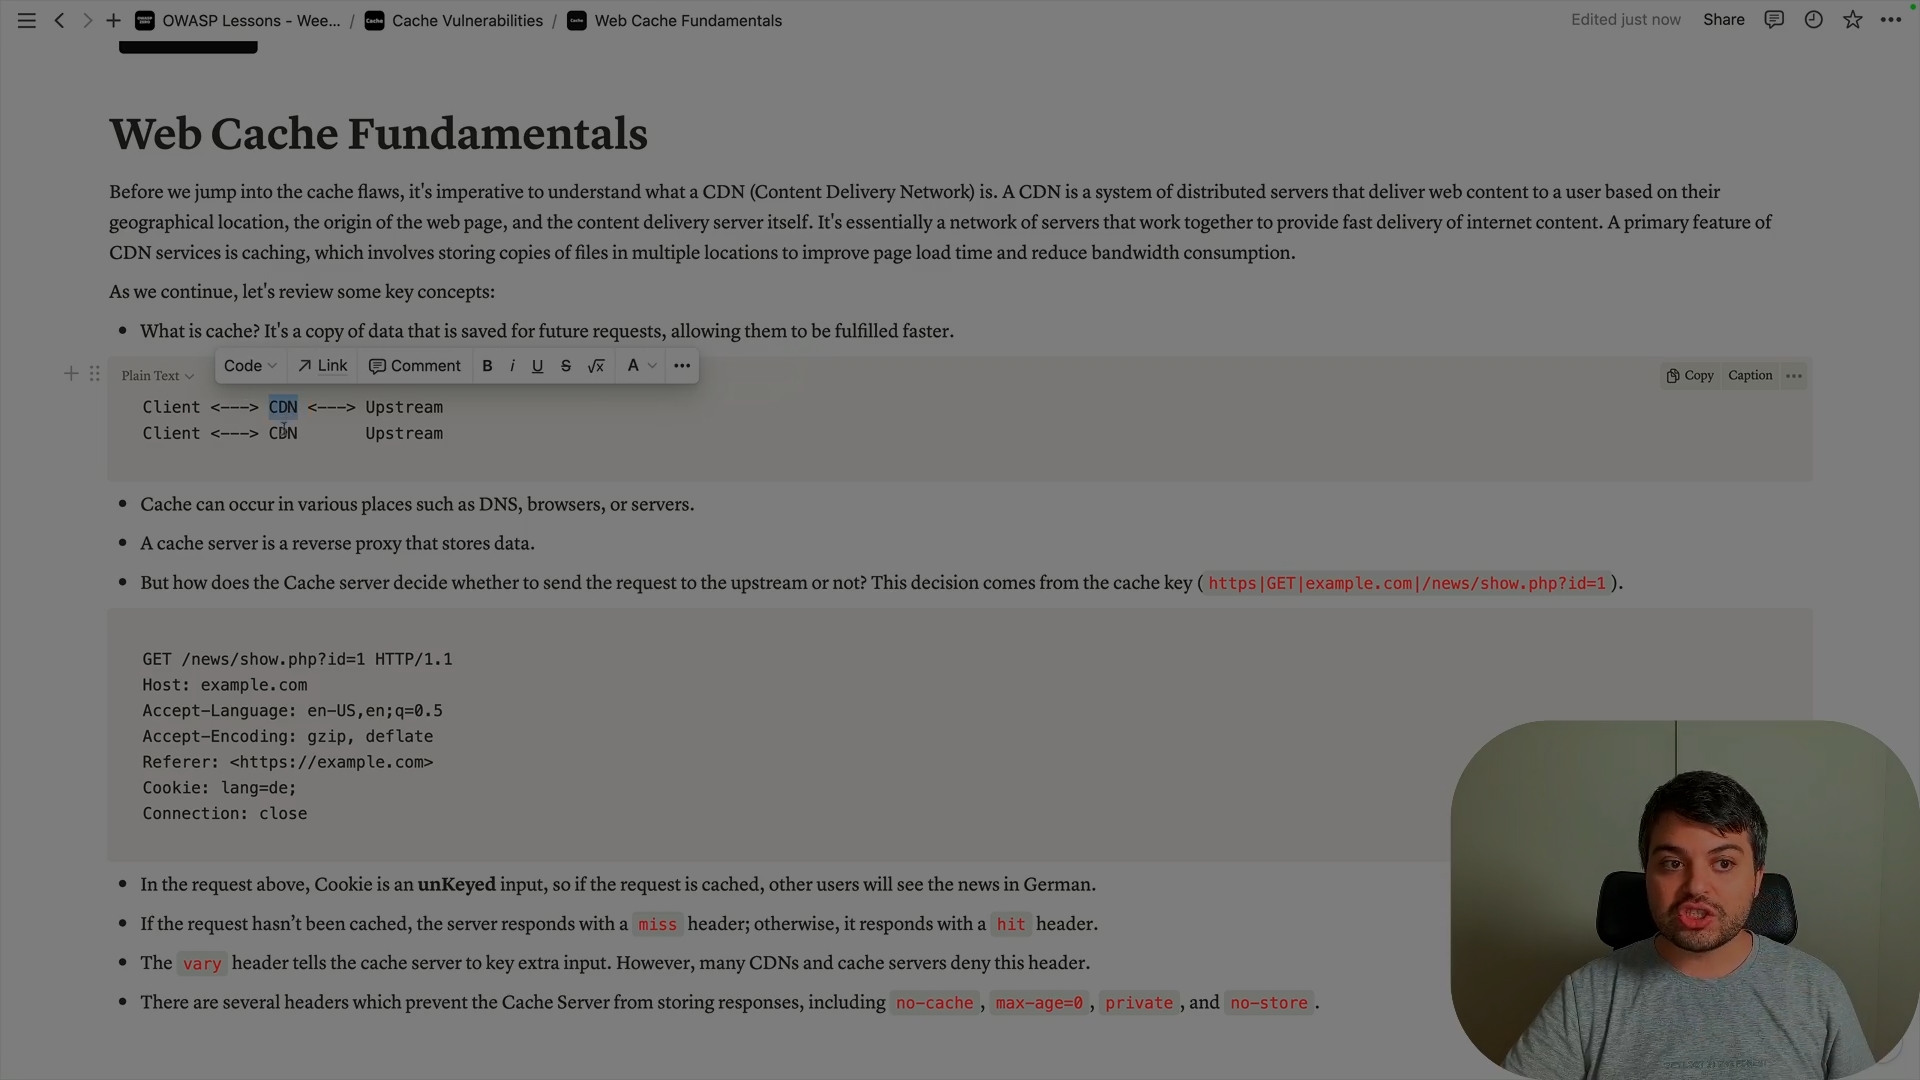 OWASP Lessons - Wee... / Cache Vulnerabilities / Web Cache Fundamentals
Edited just now Share
Web Cache Fundamentals
Before we jump into the cache flaws, it's imperative to understand what a CDN (Content Delivery Network) is. A CDN is a system of distributed servers that deliver web content to a user based on their
geographical location, the origin of the web page, and the content delivery server itself. It's essentially a network of servers that work together to provide fast delivery of internet content. A primary feature of
CDN services is caching, which involves storing copies of files in multiple locations to improve page load time and reduce bandwidth consumption.
As we continue, let's review some key concepts:
• What is cache? It's a copy of data that is saved for future requests, allowing them to be fulfilled faster.
Code Link Comment B i U S √x A
Plain Text Copy Caption
Client <---> CDN <---> Upstream
Client <---> CDN Upstream
• Cache can occur in various places such as DNS, browsers, or servers.
• A cache server is a reverse proxy that stores data.
• But how does the Cache server decide whether to send the request to the upstream or not? This decision comes from the cache key ( https|GET|example.com|/news/show.php?id=1 ).
GET /news/show.php?id=1 HTTP/1.1
Host: example.com
Accept-Language: en-US,en;q=0.5
Accept-Encoding: gzip, deflate
Referer: <https://example.com>
Cookie: lang=de;
Connection: close
• In the request above, Cookie is an unKeyed input, so if the request is cached, other users will see the news in German.
• If the request hasn’t been cached, the server responds with a miss header; otherwise, it responds with a hit header.
• The vary header tells the cache server to key extra input. However, many CDNs and cache servers deny this header.
• There are several headers which prevent the Cache Server from storing responses, including no-cache , max-age=0 , private , and no-store .